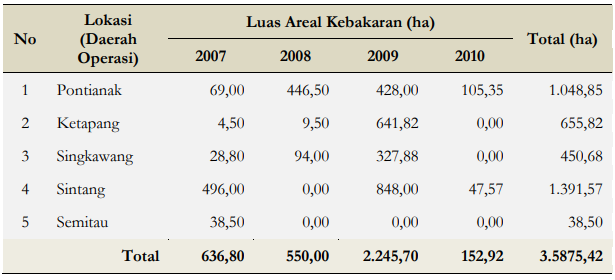 No Lokasi (Daerah Operasi) Luas Areal Kebakaran (ha) Total (ha)
2007 2008 2009 2010
1 Pontianak 69,00 446,50 428,00 105,35 1.048,85
2 Ketapang 4,50 9,50 641,82 0,00 655,82
3 Singkawang 28,80 94,00 327,88 0,00 450,68
4 Sintang 496,00 0,00 848,00 47,57 1.391,57
5 Semitau 38,50 0,00 0,00 0,00 38,50
Total 636,80 550,00 2.245,70 152,92 3.5875,42